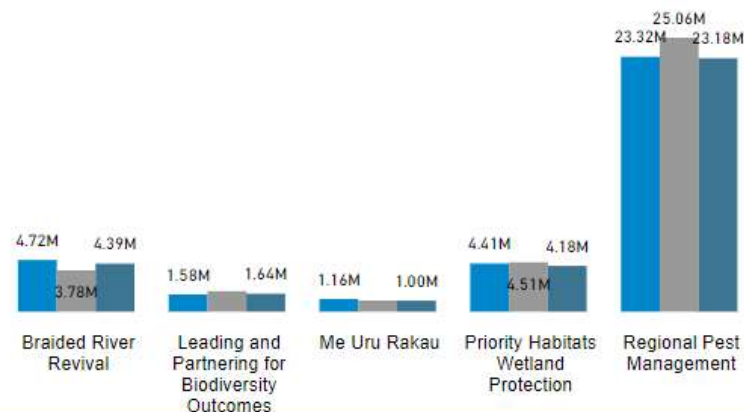 25.06M
23.32M
23.18M
4.72M
4.39M
3.78M
1.58M
1.64M
1.16M
1.00M
4.41M
4.18M
4.51M
Braided River
Revival
Leading and
Partnering for
Biodiversity
Outcomes
Me Uru Rakau
Priority Habitats
Wetland
Protection
Regional Pest
Management